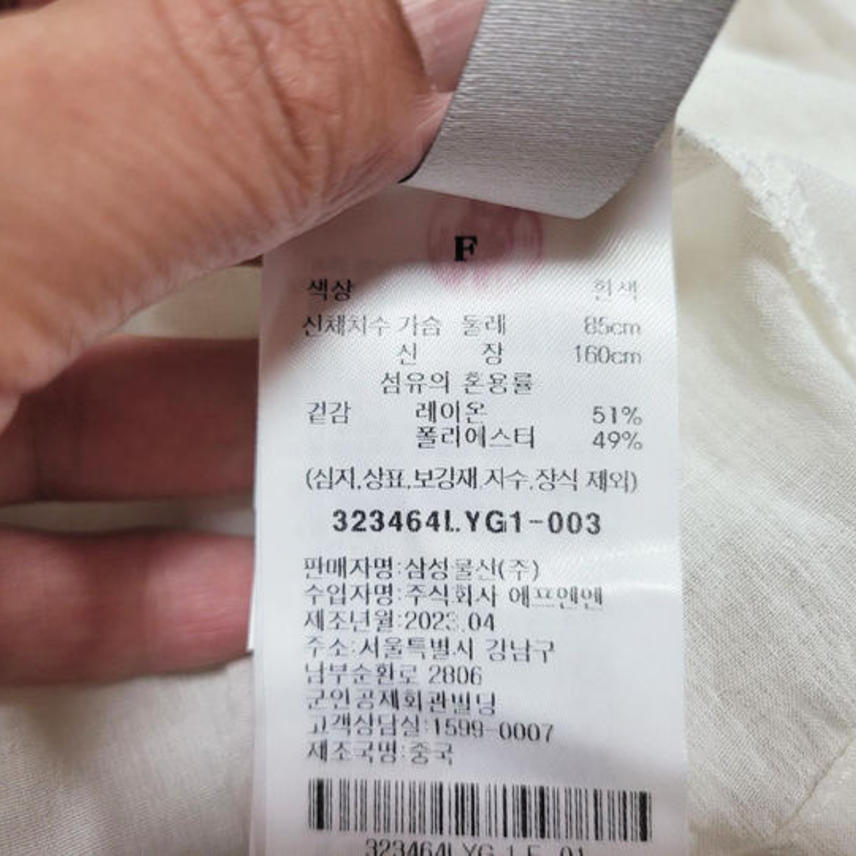 F
색상 흰색
신체치수 가슴 둘레 85cm
신 장 160cm
섬유의 혼용률
겉감 레이온 51%
폴리에스터 49%
(심지,상표,보강재,자수,장식 제외)
323464LYG1-003
판매자명:삼성물산(주)
수입자명:주식회사 에프엔엔
제조년월:2023.04
주소:서울특별시 강남구
남부순환로 2806
군인공제회관빌딩
고객상담실:1599-0007
제조국명:중국